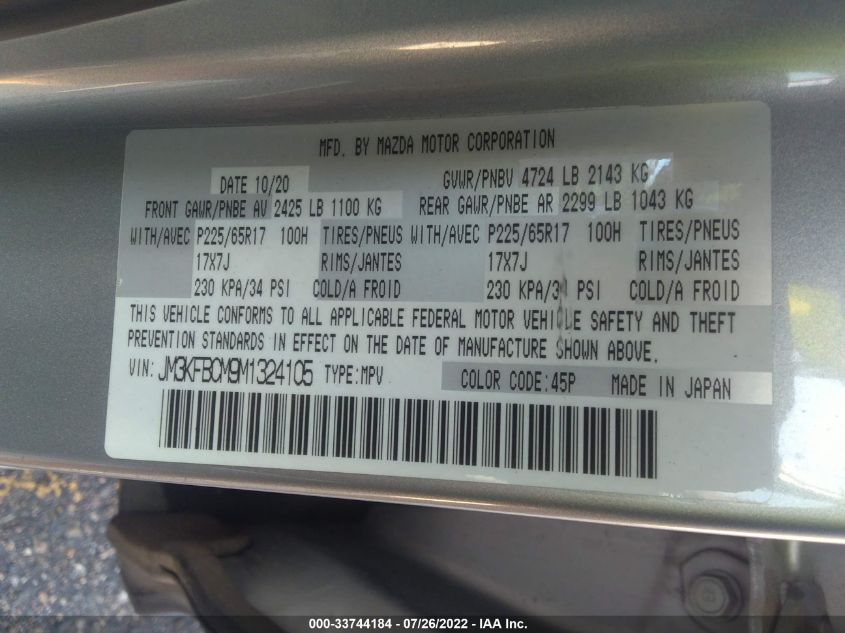 MFD. BY MAZDA MOTOR CORPORATION
DATE 10/20 GVWR/PNBV 4724 LB 2143 KG
FRONT GAWR/PNBE AV 2425 LB 1100 KG REAR GAWR/PNBE AR 2299 LB 1043 KG
WITH/AVEC P225/65R17 100H TIRES/PNEUS WITH/AVEC P225/65R17 100H TIRES/PNEUS
17X7J RIMS/JANTES 17X7J RIMS/JANTES
230 KPA/34 PSI COLD/A FROID 230 KPA/34 PSI COLD/A FROID
THIS VEHICLE CONFORMS TO ALL APPLICABLE FEDERAL MOTOR VEHICLE SAFETY AND THEFT
PREVENTION STANDARDS IN EFFECT ON THE DATE OF MANUFACTURE SHOWN ABOVE.
VIN: JM3KFBCM9M1324105 TYPE:MPV COLOR CODE:45P MADE IN JAPAN
000-33744184 - 07/26/2022 - IAA Inc.